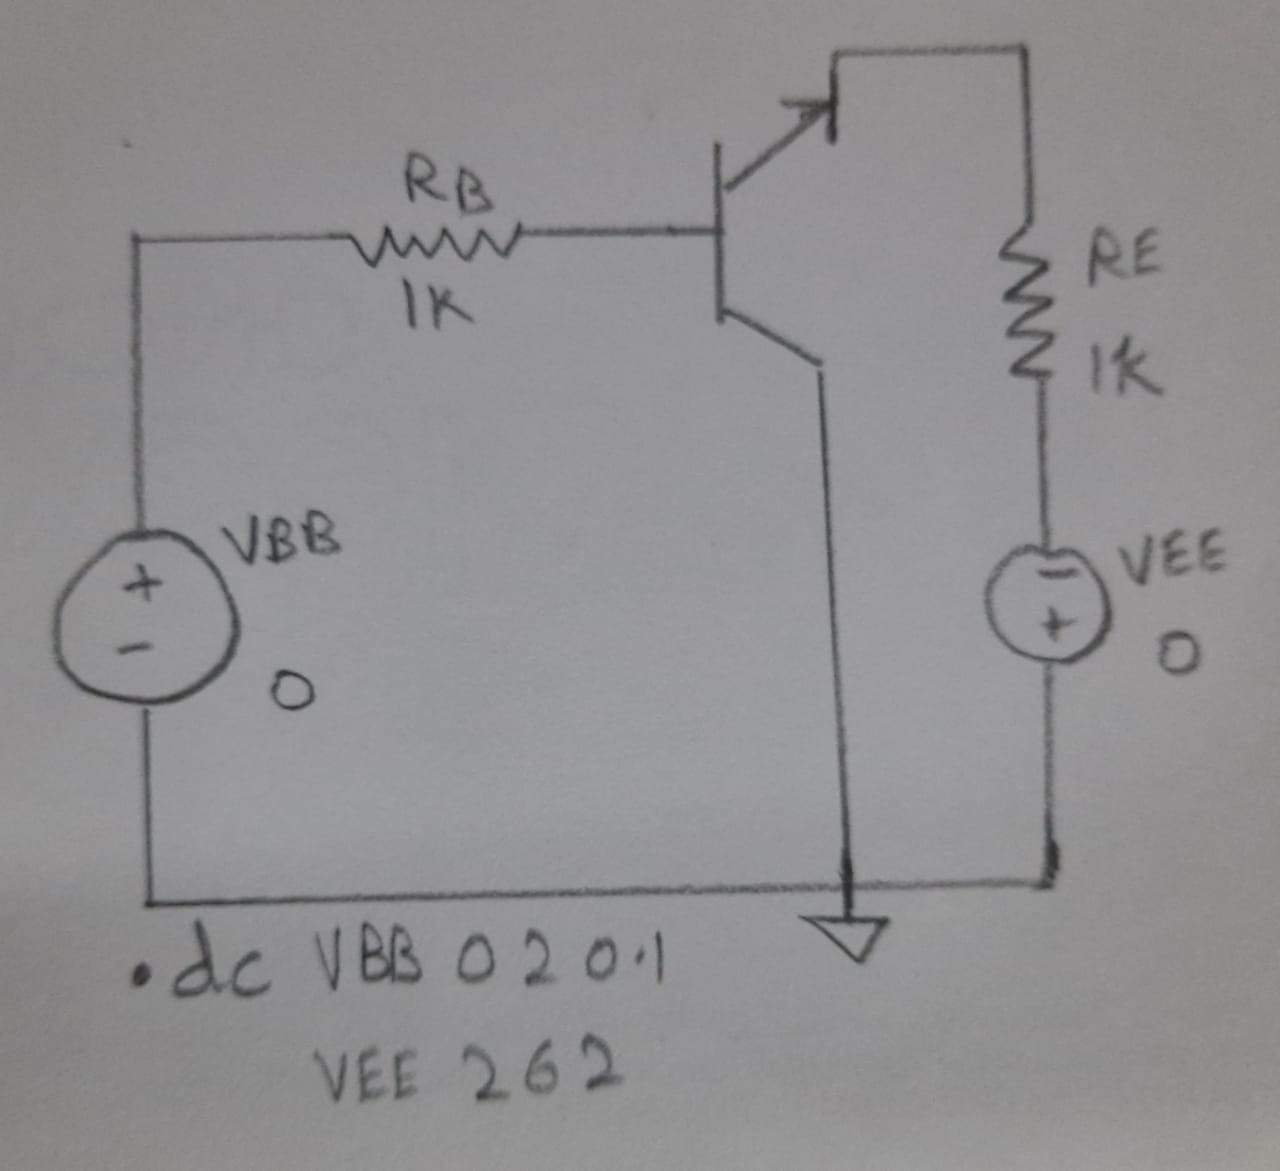 RB
1K
RE
1k
VBB
+
-
0
VEE
-
+
0
.dc VBB 0 2 0.1
VEE 2 6 2